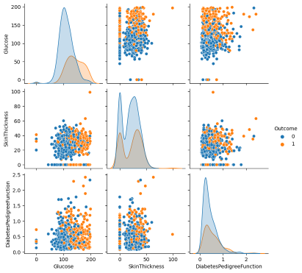 200
150
100
50
0
Glucose
100
80
60
40
20
0
SkinThickness
Outcome
0
1
2.5
2.0
1.5
1.0
0.5
0.0
DiabetesPedigreeFunction
0 100 200
0 50 100
0 1 2
Glucose SkinThickness DiabetesPedigreeFunction